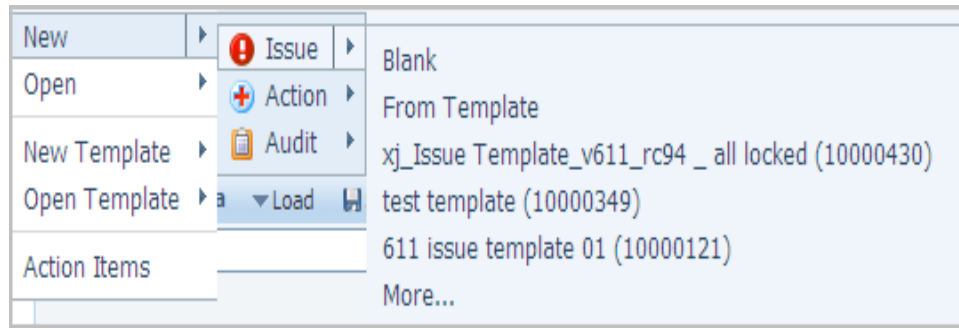 New
Open
New Template
Open Template
Action Items
Issue
Action
Audit
a Load
Blank
From Template
xj_Issue Template_v611_rc94 _ all locked (10000430)
test template (10000349)
611 issue template 01 (10000121)
More...